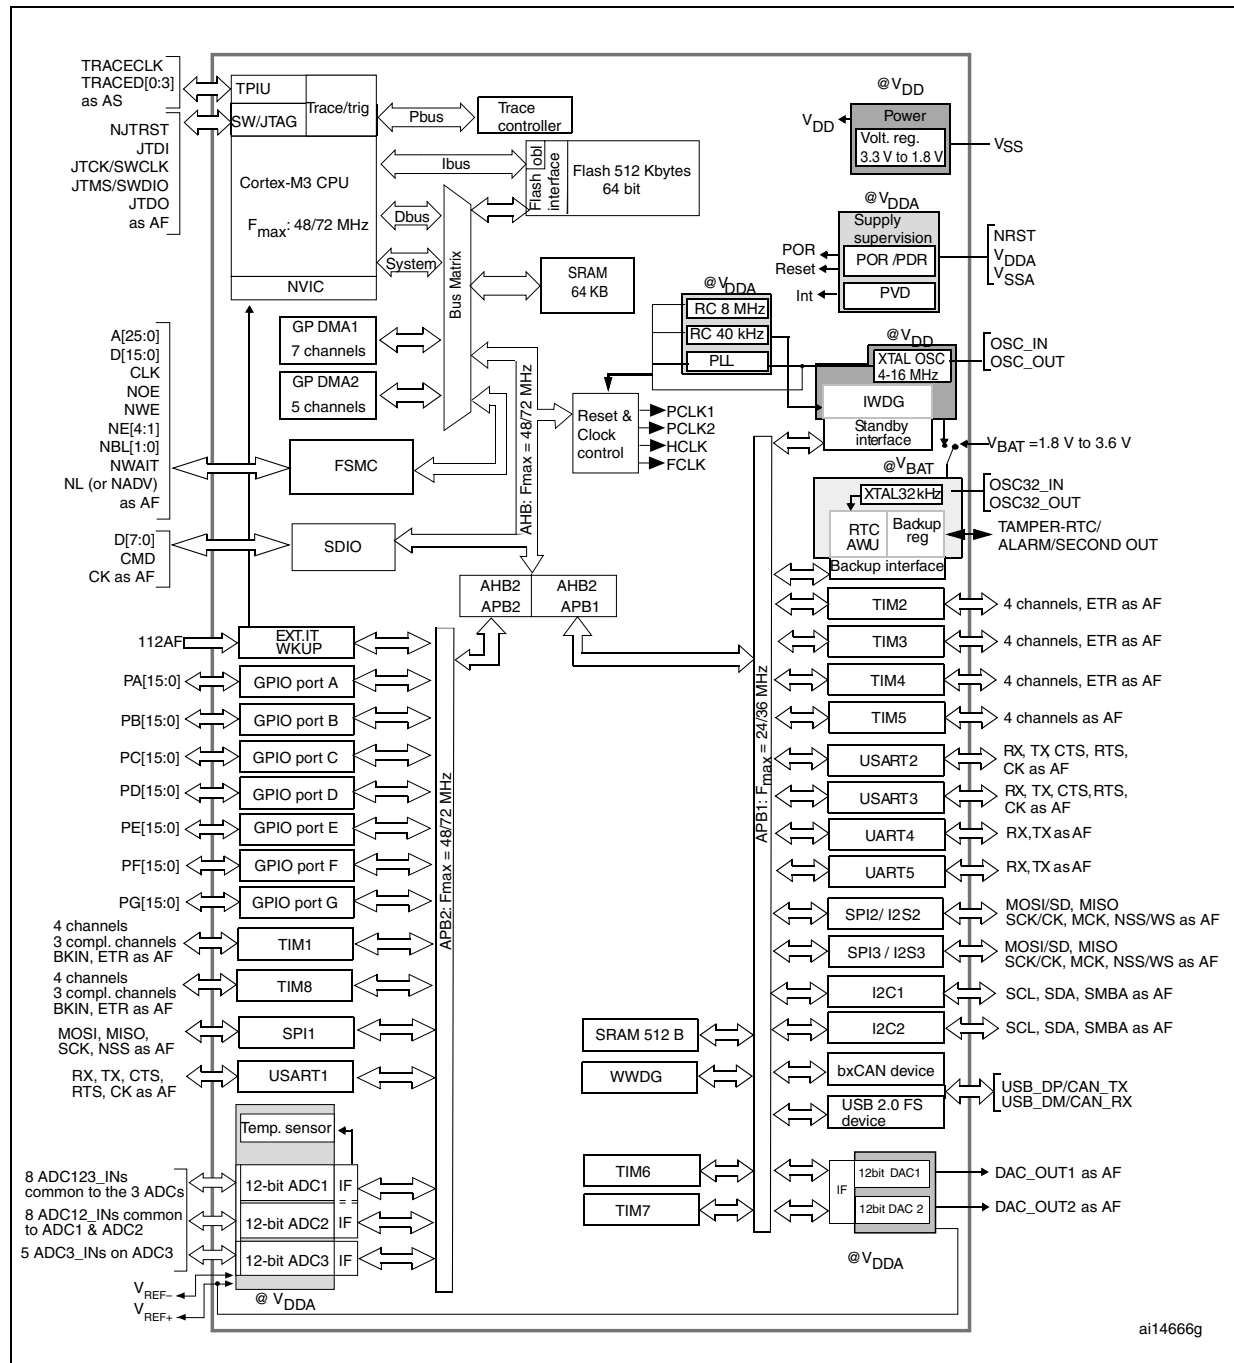 TRACECLK
TRACED[0:3]
as AS
NJTRST
JTDI
JTCK/SWCLK
JTMS/SWDIO
JTDO
as AF
TPIU
Trace/trig
SW/JTAG
Cortex-M3 CPU
Fmax: 48/72 MHz
NVIC
Pbus
Trace
controller
Ibus
Flash obl
interface
Flash 512 Kbytes
64 bit
Dbus
System
Bus Matrix
SRAM
64 KB
GP DMA1
7 channels
GP DMA2
5 channels
@VDD
VDD
Power
Volt. reg.
3.3 V to 1.8 V
VSS
@VDDA
Supply
supervision
POR
Reset
POR /PDR
Int
PVD
NRST
VDDA
VSSA
@VDDA
RC 8 MHz
RC 40 kHz
PLL
@VDD
XTAL OSC
4-16 MHz
OSC_IN
OSC_OUT
IWDG
Standby
interface
VBAT =1.8 V to 3.6 V
Reset &
Clock
control
PCLK1
PCLK2
HCLK
FCLK
@VBAT
XTAL32kHz
OSC32_IN
OSC32_OUT
RTC
AWU
Backup
reg
TAMPER-RTC/
ALARM/SECOND OUT
Backup interface
A[25:0]
D[15:0]
CLK
NOE
NWE
NE[4:1]
NBL[1:0]
NWAIT
NL (or NADV)
as AF
FSMC
D[7:0]
CMD
CK as AF
SDIO
AHB: Fmax = 48/72 MHz
AHB2
APB2
AHB2
APB1
112AF
EXT.IT
WKUP
PA[15:0]
GPIO port A
PB[15:0]
GPIO port B
PC[15:0]
GPIO port C
PD[15:0]
GPIO port D
PE[15:0]
GPIO port E
PF[15:0]
GPIO port F
PG[15:0]
GPIO port G
4 channels
3 compl. channels
BKIN, ETR as AF
TIM1
4 channels
3 compl. channels
BKIN, ETR as AF
TIM8
MOSI, MISO,
SCK, NSS as AF
SPI1
RX, TX, CTS,
RTS, CK as AF
USART1
Temp. sensor
8 ADC123_INs
common to the 3 ADCs
12-bit ADC1
IF
8 ADC12_INs common
to ADC1 & ADC2
12-bit ADC2
IF
5 ADC3_INs on ADC3
12-bit ADC3
IF
VREF–
VREF+
@ VDDA
APB2: Fmax = 48/72 MHz
APB1: Fmax = 24/36 MHz
TIM2
4 channels, ETR as AF
TIM3
4 channels, ETR as AF
TIM4
4 channels, ETR as AF
TIM5
4 channels as AF
USART2
RX, TX, CTS, RTS,
CK as AF
USART3
RX, TX, CTS, RTS,
CK as AF
UART4
RX,TX as AF
UART5
RX, TX as AF
SPI2/ I2S2
MOSI/SD, MISO
SCK/CK, MCK, NSS/WS as AF
SPI3 / I2S3
MOSI/SD, MISO
SCK/CK, MCK, NSS/WS as AF
I2C1
SCL, SDA, SMBA as AF
I2C2
SCL, SDA, SMBA as AF
SRAM 512 B
WWDG
bxCAN device
USB 2.0 FS
device
USB_DP/CAN_TX
USB_DM/CAN_RX
TIM6
TIM7
IF
12bit DAC1
12bit DAC 2
DAC_OUT1 as AF
DAC_OUT2 as AF
@VDDA
ai14666g